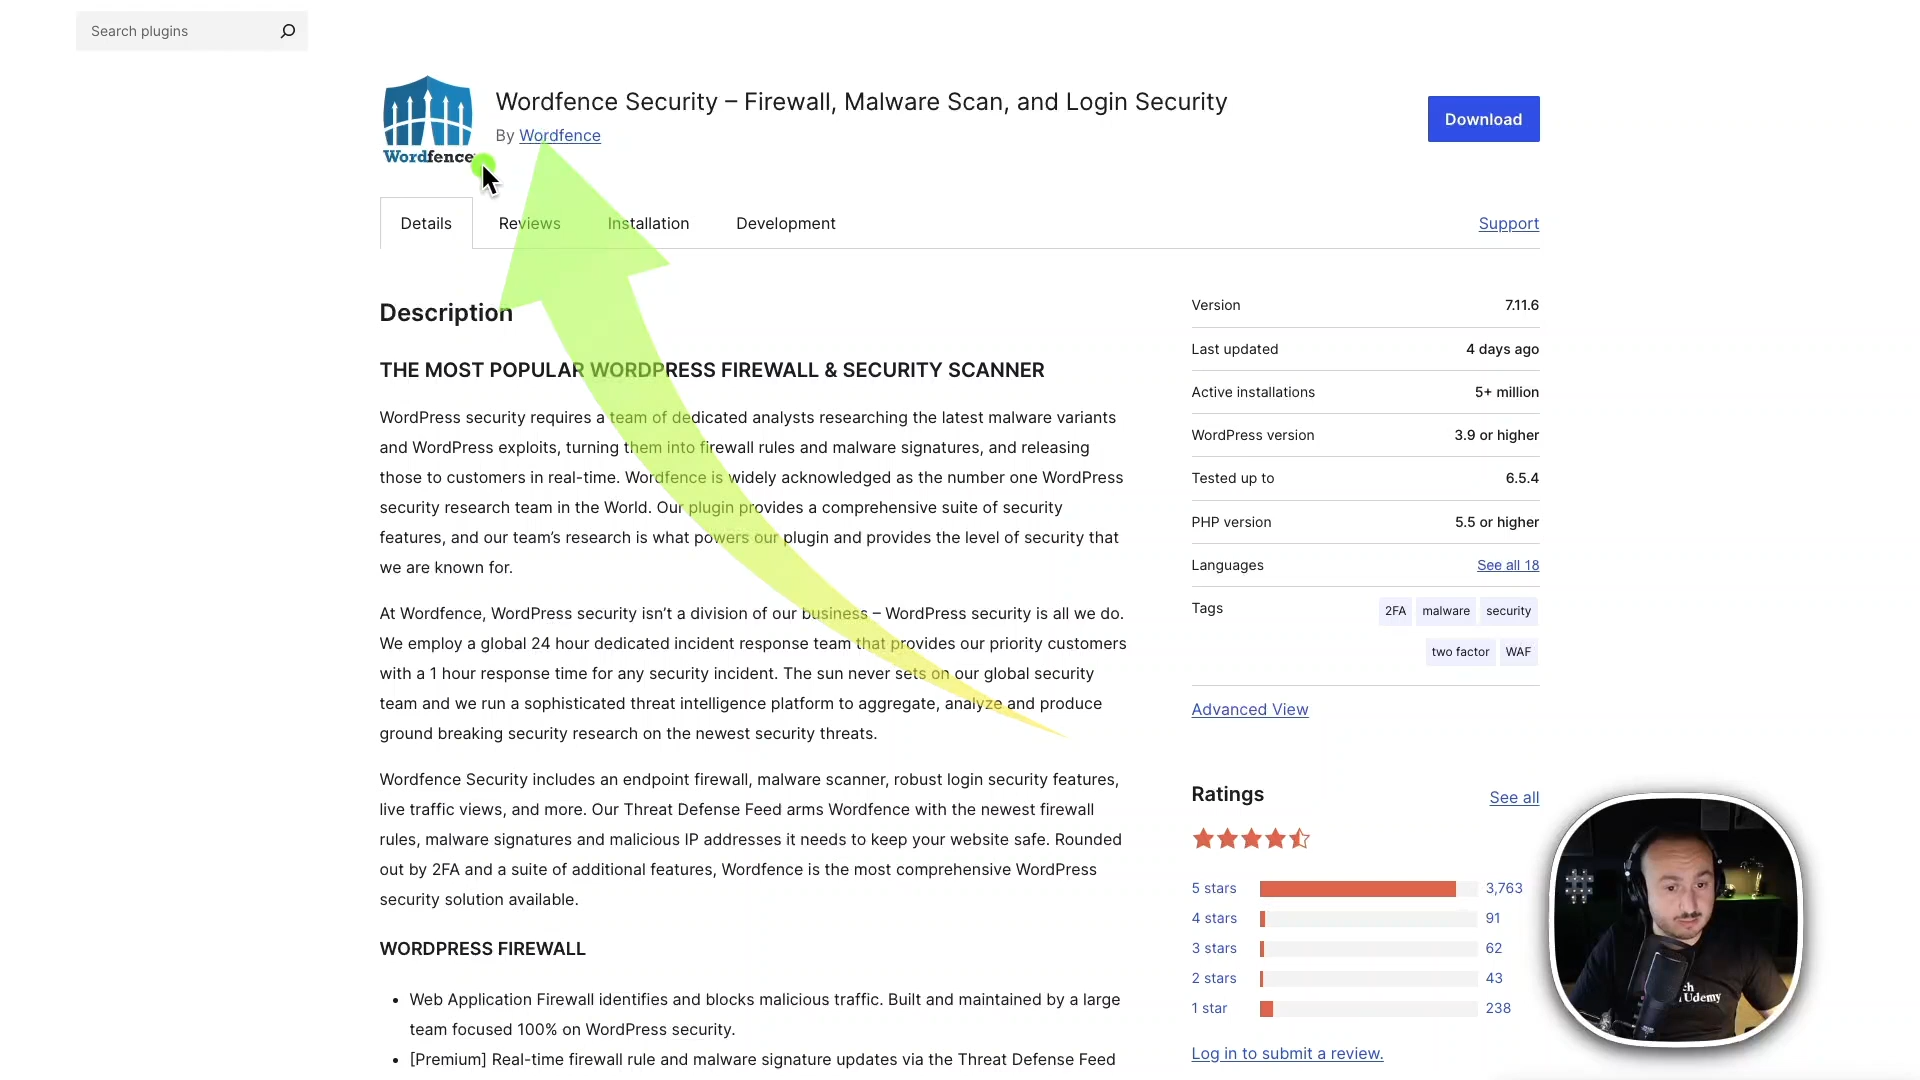 Search plugins
Wordfence
Wordfence Security – Firewall, Malware Scan, and Login Security
By Wordfence
Download
Details
Reviews
Installation
Development
Support
Description
THE MOST POPULAR WORDPRESS FIREWALL & SECURITY SCANNER
WordPress security requires a team of dedicated analysts researching the latest malware variants
and WordPress exploits, turning them into firewall rules and malware signatures, and releasing
those to customers in real-time. Wordfence is widely acknowledged as the number one WordPress
security research team in the World. Our plugin provides a comprehensive suite of security
features, and our team’s research is what powers our plugin and provides the level of security that
we are known for.
At Wordfence, WordPress security isn’t a division of our business – WordPress security is all we do.
We employ a global 24 hour dedicated incident response team that provides our priority customers
with a 1 hour response time for any security incident. The sun never sets on our global security
team and we run a sophisticated threat intelligence platform to aggregate, analyze and produce
ground breaking security research on the newest security threats.
Wordfence Security includes an endpoint firewall, malware scanner, robust login security features,
live traffic views, and more. Our Threat Defense Feed arms Wordfence with the newest firewall
rules, malware signatures and malicious IP addresses it needs to keep your website safe. Rounded
out by 2FA and a suite of additional features, Wordfence is the most comprehensive WordPress
security solution available.
WORDPRESS FIREWALL
• Web Application Firewall identifies and blocks malicious traffic. Built and maintained by a large
team focused 100% on WordPress security.
• [Premium] Real-time firewall rule and malware signature updates via the Threat Defense Feed
Version 7.11.6
Last updated 4 days ago
Active installations 5+ million
WordPress version 3.9 or higher
Tested up to 6.5.4
PHP version 5.5 or higher
Languages See all 18
Tags 2FA malware security
two factor WAF
Advanced View
Ratings See all
5 stars 3,763
4 stars 91
3 stars 62
2 stars 43
1 star 238
Log in to submit a review.
Udemy